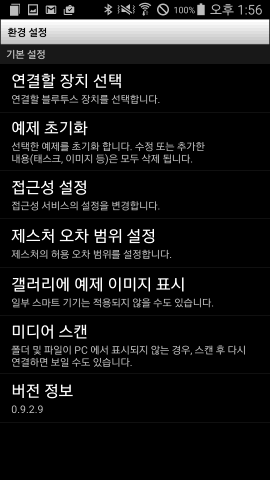 100% 오후 1:56
환경 설정
기본 설정
연결할 장치 선택
연결할 블루투스 장치를 선택합니다.
예제 초기화
선택한 예제를 초기화 합니다. 수정 또는 추가한
내용(태스크, 이미지 등)은 모두 삭제 됩니다.
접근성 설정
접근성 서비스의 설정을 변경합니다.
제스처 오차 범위 설정
제스처의 허용 오차 범위를 설정합니다.
갤러리에 예제 이미지 표시
일부 스마트 기기는 적용되지 않을 수도 있습니다.
미디어 스캔
폴더 및 파일이 PC 에서 표시되지 않는 경우, 스캔 후 다시
연결하면 보일 수도 있습니다.
버전 정보
0.9.2.9